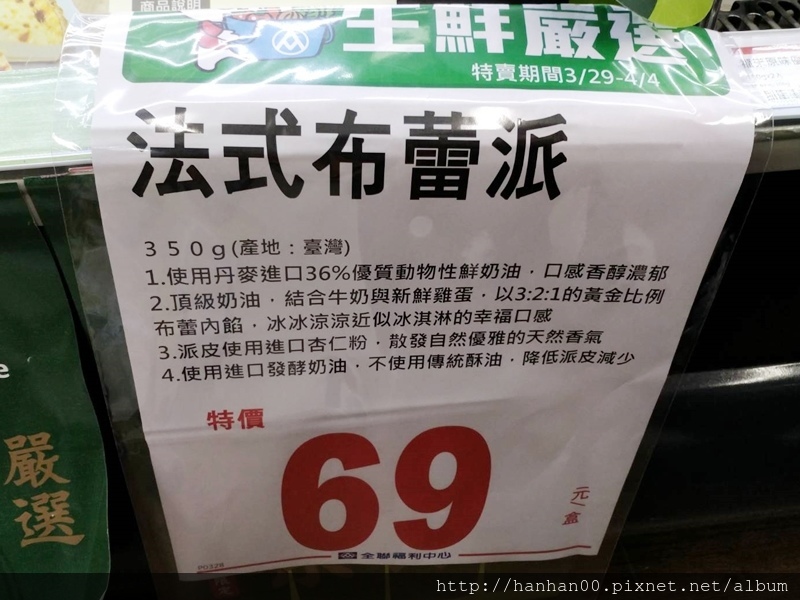 商品說明
生鮮嚴選
特賣期間3/29-4/4
法式布蕾派
350g(產地：臺灣)
1.使用丹麥進口36%優質動物性鮮奶油，口感香醇濃郁
2.頂級奶油，結合牛奶與新鮮雞蛋，以3:2:1的黃金比例
布蕾內餡，冰冰涼涼近似冰淇淋的幸福口感
3.派皮使用進口杏仁粉，散發自然優雅的天然香氣
4.使用進口發酵奶油，不使用傳統酥油，降低派皮減少
特價
69
元/盒
全聯福利中心
P0328
e
嚴選
http://hanhan00.pixnet.net/album